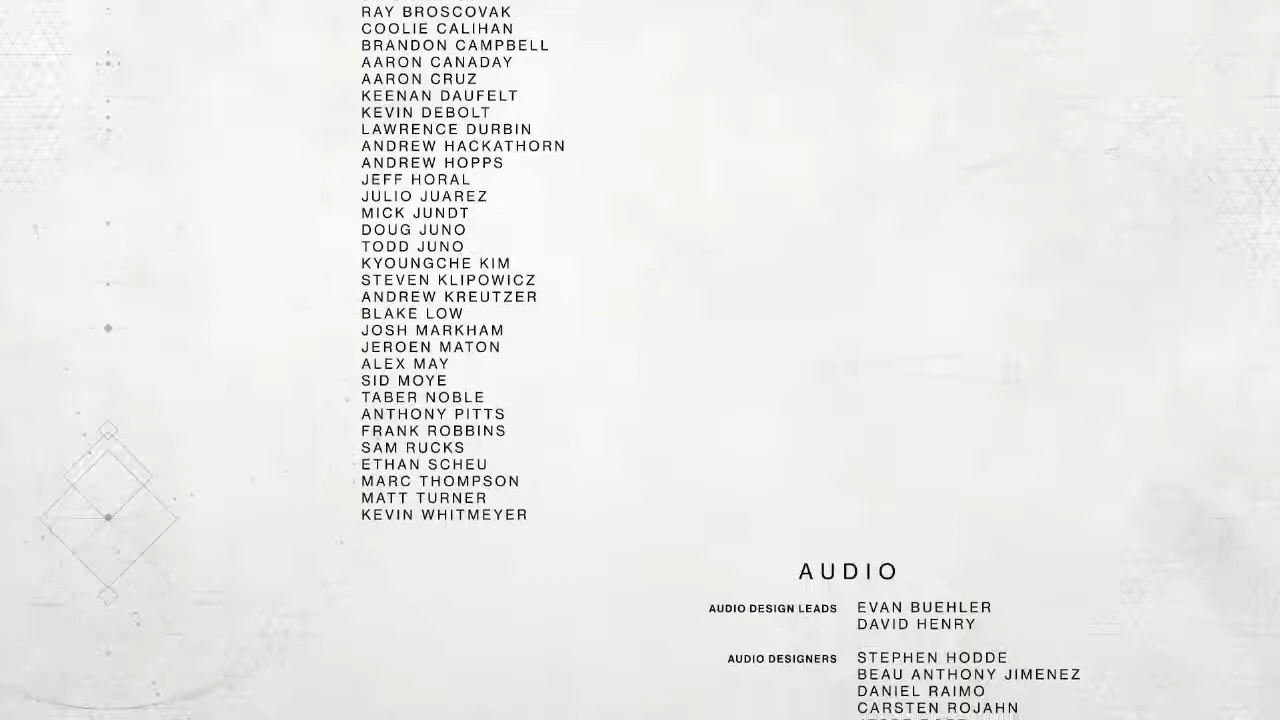 RAY BROSCOVAK
COOLIE CALIHAN
BRANDON CAMPBELL
AARON CANADAY
AARON CRUZ
KEENAN DAUFELT
KEVIN DEBOLT
LAWRENCE DURBIN
ANDREW HACKATHORN
ANDREW HOPPS
JEFF HORAL
JULIO JUAREZ
MICK JUNDT
DOUG JUNO
TODD JUNO
KYOUNGCHE KIM
STEVEN KLIPOWICZ
ANDREW KREUTZER
BLAKE LOW
JOSH MARKHAM
JEROEN MATON
ALEX MAY
SID MOYE
TABER NOBLE
ANTHONY PITTS
FRANK ROBBINS
SAM RUCKS
ETHAN SCHEU
MARC THOMPSON
MATT TURNER
KEVIN WHITMEYER
AUDIO
AUDIO DESIGN LEADS EVAN BUEHLER
DAVID HENRY
AUDIO DESIGNERS STEPHEN HODDE
BEAU ANTHONY JIMENEZ
DANIEL RAIMO
CARSTEN ROJAHN